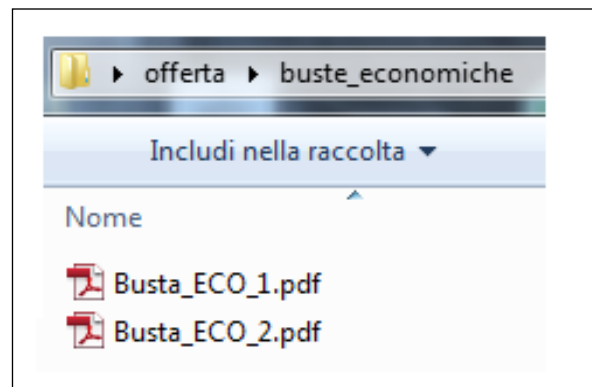 offerta buste_economiche
Includi nella raccolta
Nome
Busta_ECO_1.pdf
Busta_ECO_2.pdf